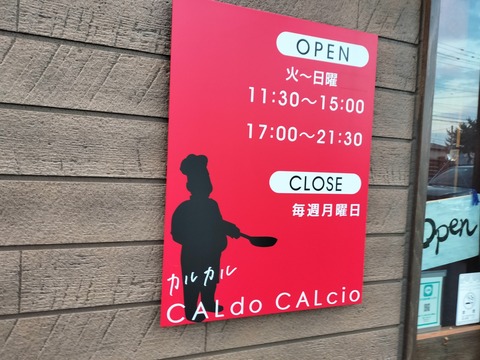 OPEN
火～日曜
11:30～15:00
17:00～21:30
CLOSE
毎週月曜日
カルカル
CALdo CALcio
Open